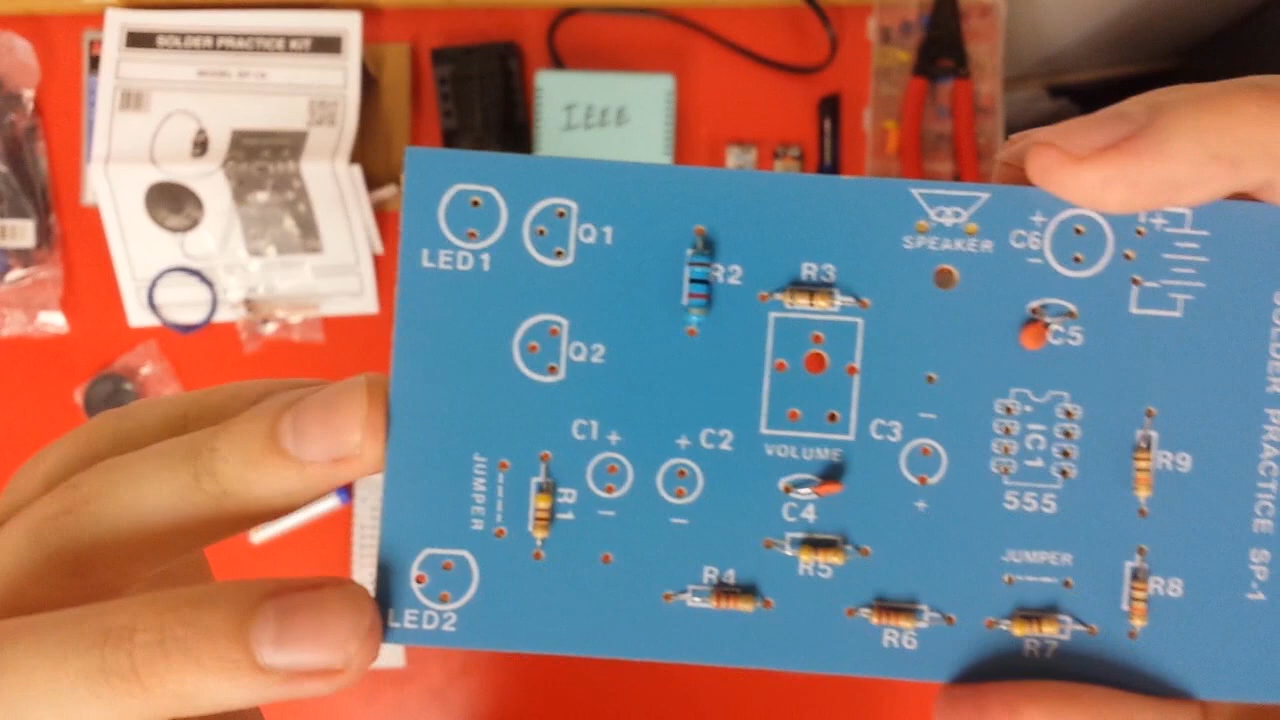 SOLDER PRACTICE KIT
IEEE
LED1
Q1
R2
R3
SPEAKER
+
C6
-
+
Q2
C5
VOLUME
C1 +
+ C2
C3
-
+
-
-
JUMPER
R1
C4
IC1
555
R9
R5
JUMPER
R4
R6
R7
R8
LED2
SOLDER PRACTICE SP-1